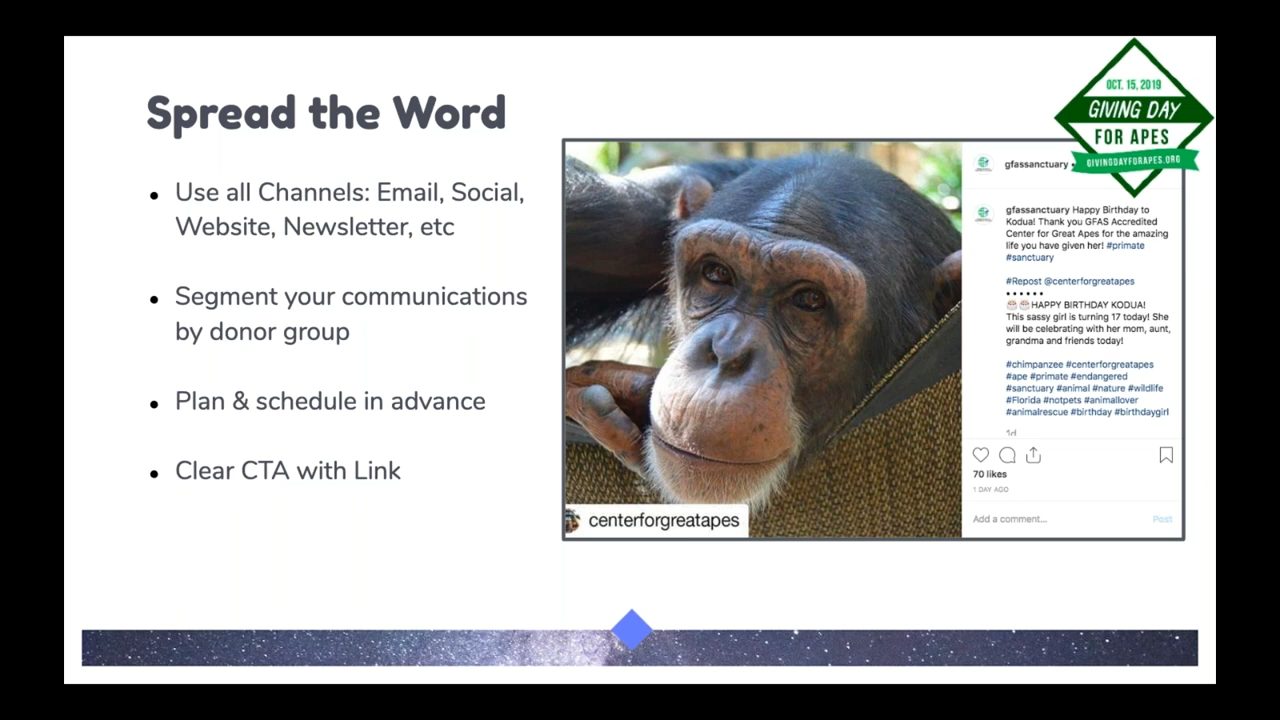 Spread the Word
Use all Channels: Email, Social,
Website, Newsletter, etc
Segment your communications
by donor group
Plan & schedule in advance
Clear CTA with Link
OCT. 15, 2019
GIVING DAY
FOR APES
GIVINGDAYFORAPES.ORG
centerforgreatapes
gfassanctuary •
gfassanctuary Happy Birthday to
Kodua! Thank you GFAS Accredited
Center for Great Apes for the amazing
life you have given her! #primate
#sanctuary
#Repost @centerforgreatapes
• • • • • •
🎂🎂HAPPY BIRTHDAY KODUA!
This sassy girl is turning 17 today! She
will be celebrating with her mom, aunt,
grandma and friends today!
#chimpanzee #centerforgreatapes
#ape #primate #endangered
#sanctuary #animal #nature #wildlife
#Florida #notpets #animallover
#animalrescue #birthday #birthdaygirl
1d
70 likes
1 DAY AGO
Add a comment...
Post